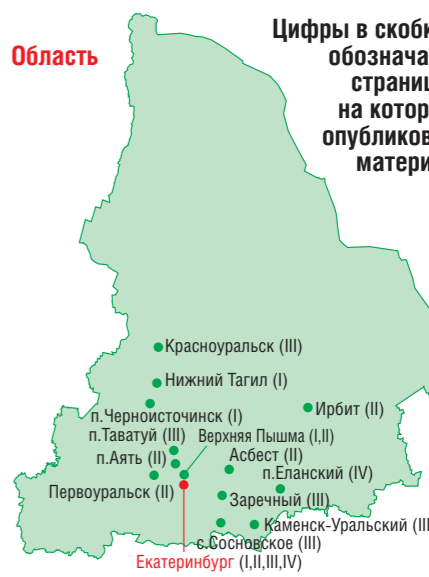 Область
Цифры в скобк
обознача
страниц
на котор
опубликов
матери
Красноуральск (III)
Нижний Тагил (I)
п.Черноисточинск (I)
Ирбит (II)
п.Таватуй (III)
Верхняя Пышма (I,II)
п.Аять (II)
Асбест (II)
п.Еланский (IV)
Первоуральск (II)
Заречный (III)
Каменск-Уральский (III
с.Сосновское (III)
Екатеринбург (I,II,III,IV)